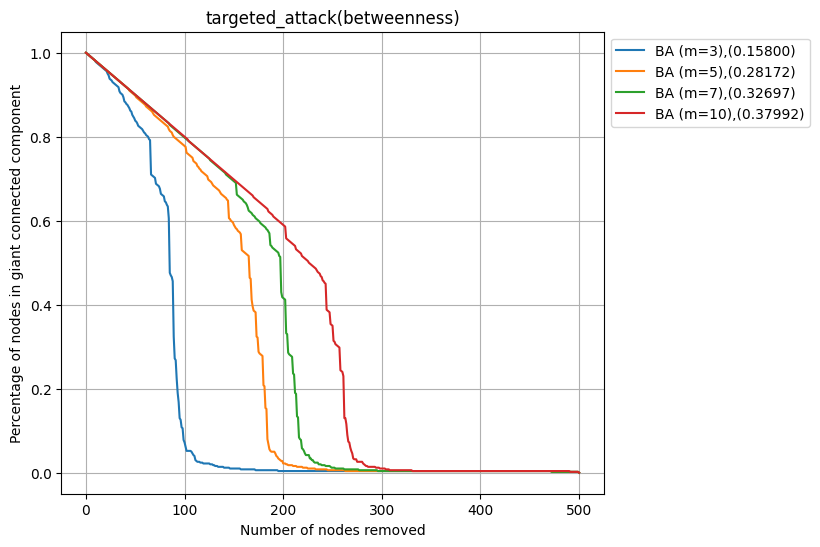 targeted_attack(betweenness)
BA (m=3),(0.15800)
BA (m=5),(0.28172)
BA (m=7),(0.32697)
BA (m=10),(0.37992)
Percentage of nodes in giant connected component
1.0
0.8
0.6
0.4
0.2
0.0
0 100 200 300 400 500
Number of nodes removed